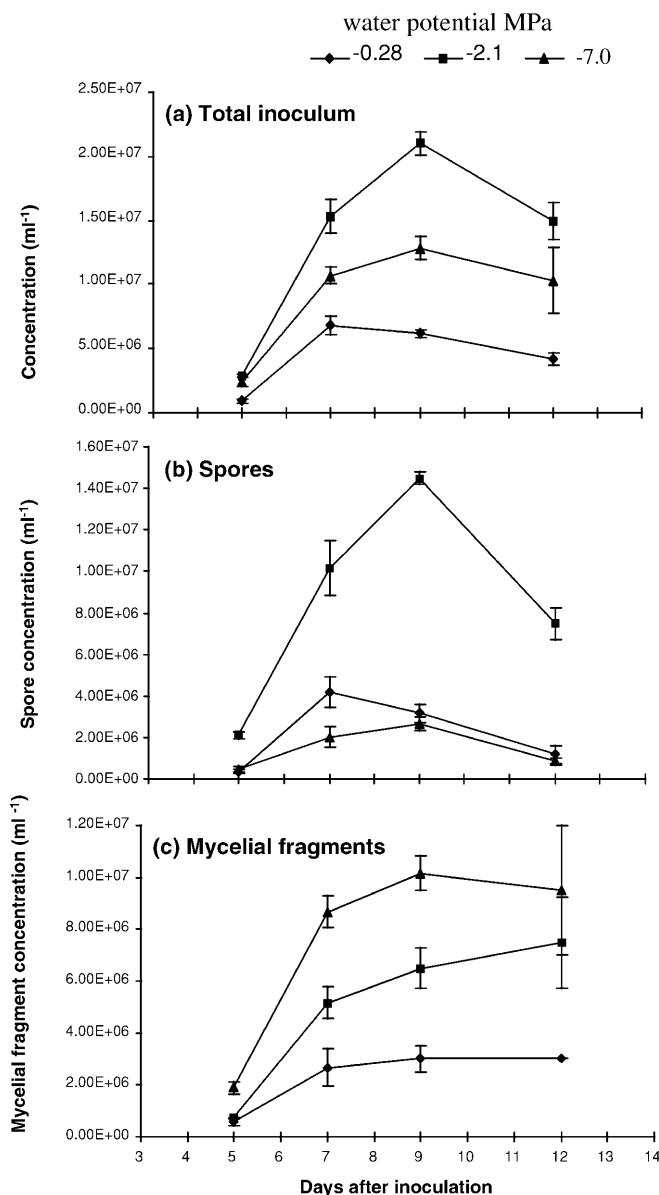 water potential MPa
-0.28 -2.1 -7.0
(a) Total inoculum
Concentration (ml-1)
2.50E+07
2.00E+07
1.50E+07
1.00E+07
5.00E+06
0.00E+00
(b) Spores
Spore concentration (ml-1)
1.60E+07
1.40E+07
1.20E+07
1.00E+07
8.00E+06
6.00E+06
4.00E+06
2.00E+06
0.00E+00
(c) Mycelial fragments
Mycelial fragment concentration (ml -1)
1.20E+07
1.00E+07
8.00E+06
6.00E+06
4.00E+06
2.00E+06
0.00E+00
3 4 5 6 7 8 9 10 11 12 13 14
Days after inoculation